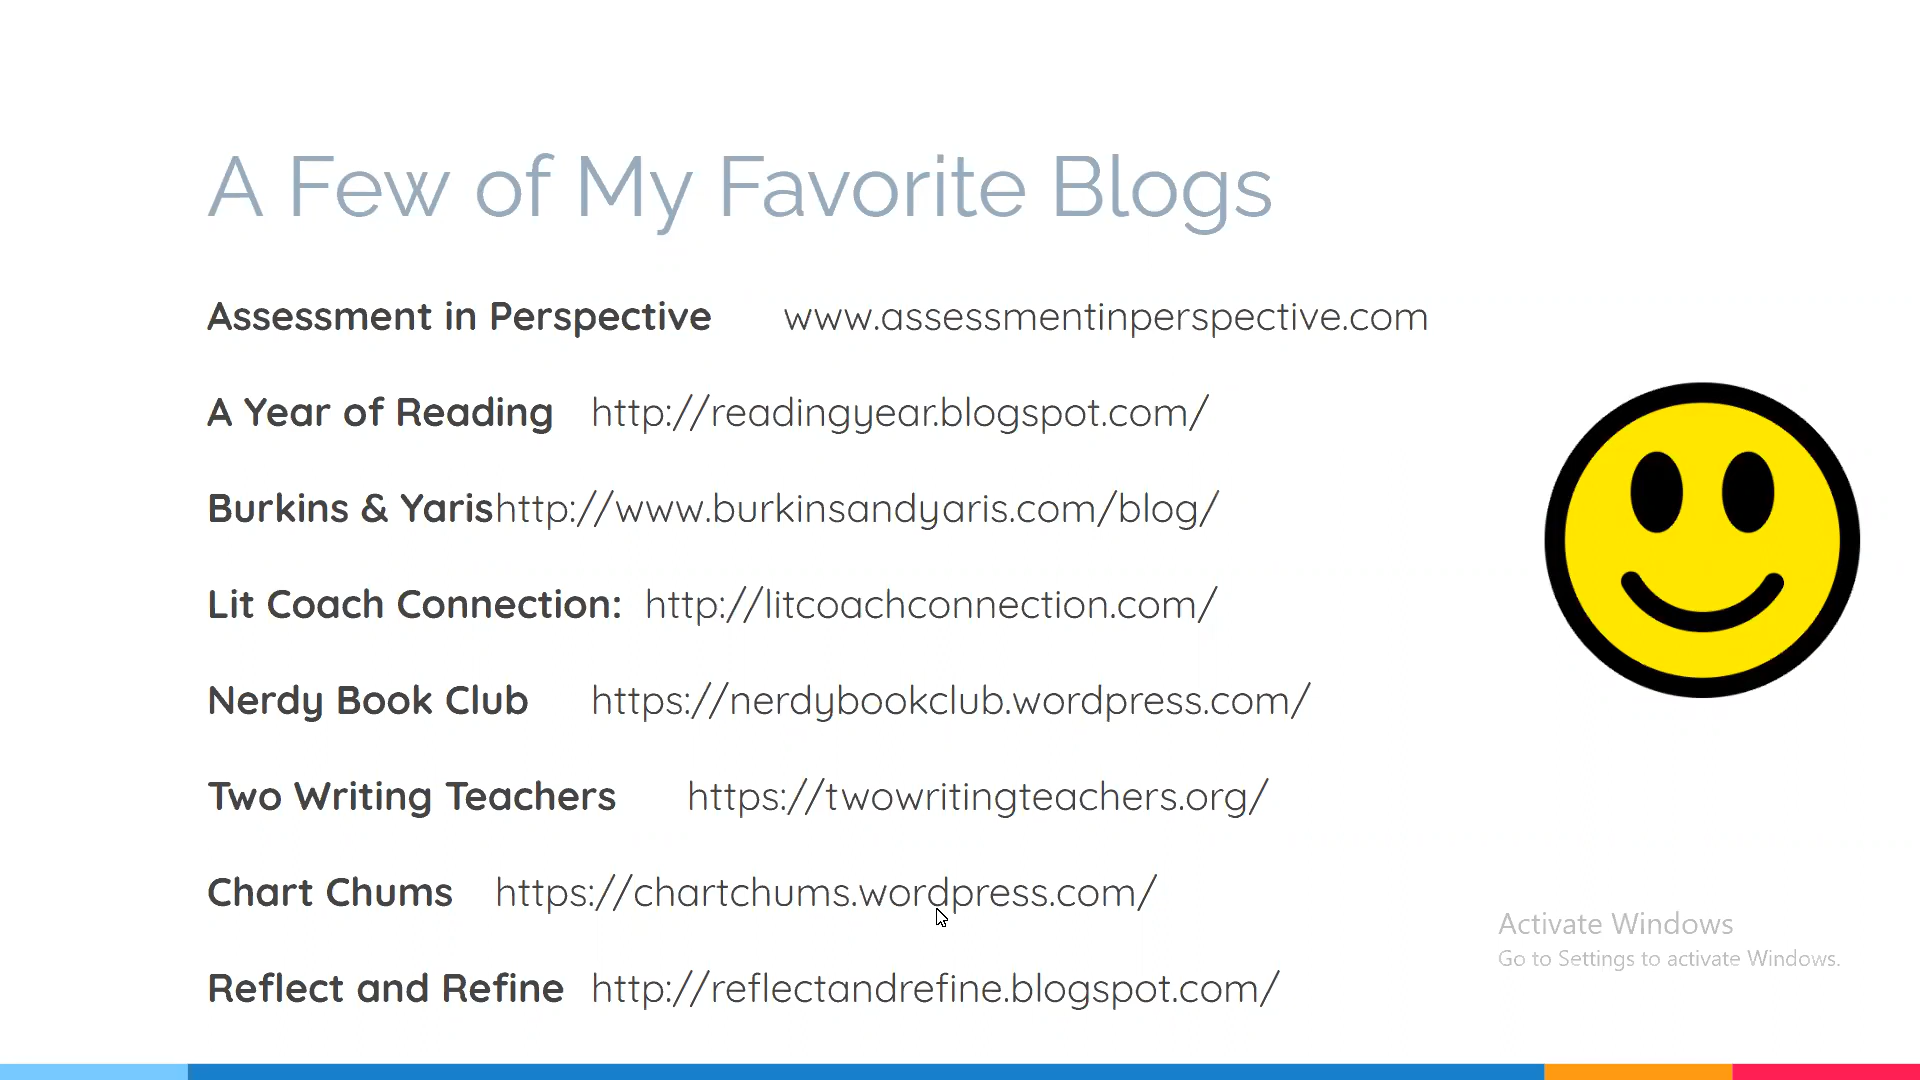 A Few of My Favorite Blogs
Assessment in Perspective www.assessmentinperspective.com
A Year of Reading http://readingyear.blogspot.com/
Burkins & Yarishttp://www.burkinsandyaris.com/blog/
Lit Coach Connection: http://litcoachconnection.com/
Nerdy Book Club https://nerdybookclub.wordpress.com/
Two Writing Teachers https://twowritingteachers.org/
Chart Chums https://chartchums.wordpress.com/
Reflect and Refine http://reflectandrefine.blogspot.com/
Activate Windows
Go to Settings to activate Windows.